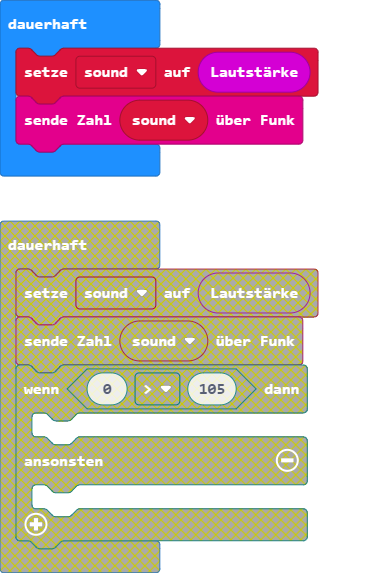 dauerhaft
setze sound auf Lautstärke
sende Zahl sound über Funk
dauerhaft
setze sound auf Lautstärke
sende Zahl sound über Funk
wenn 0 > 105 dann
ansonsten